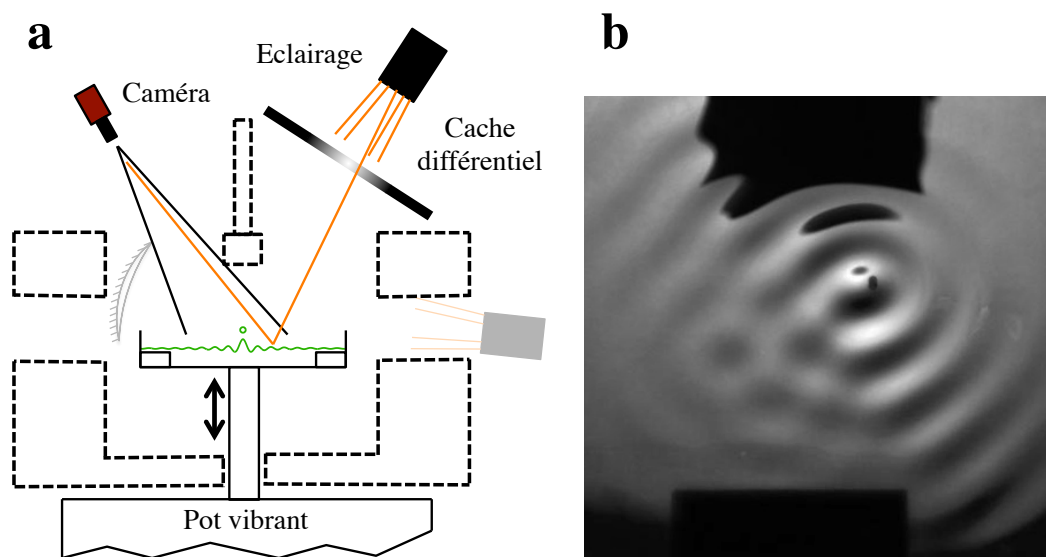 a
b
Eclairage
Caméra
Cache
différentiel
Pot vibrant